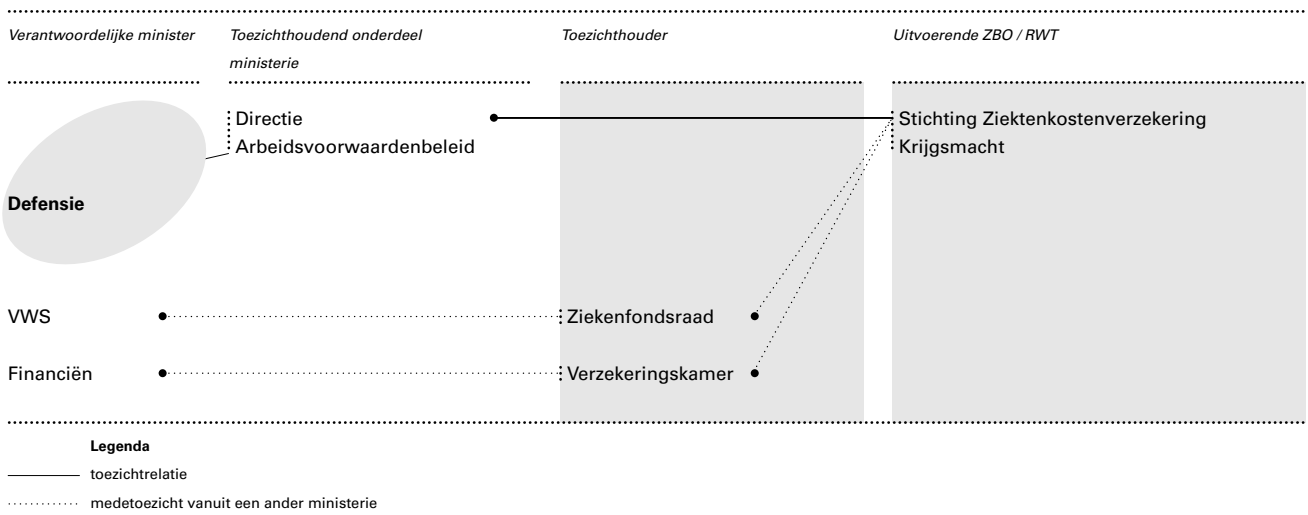 Verantwoordelijke minister
Toezichthoudend onderdeel
ministerie
Toezichthouder
Uitvoerende ZBO / RWT
Defensie
Directie
Arbeidsvoorwaardenbeleid
Stichting Ziektenkostenverzekering
Krijgsmacht
VWS
Ziekenfondsraad
Financiën
Verzekeringskamer
Legenda
toezichtrelatie
medetoezicht vanuit een ander ministerie